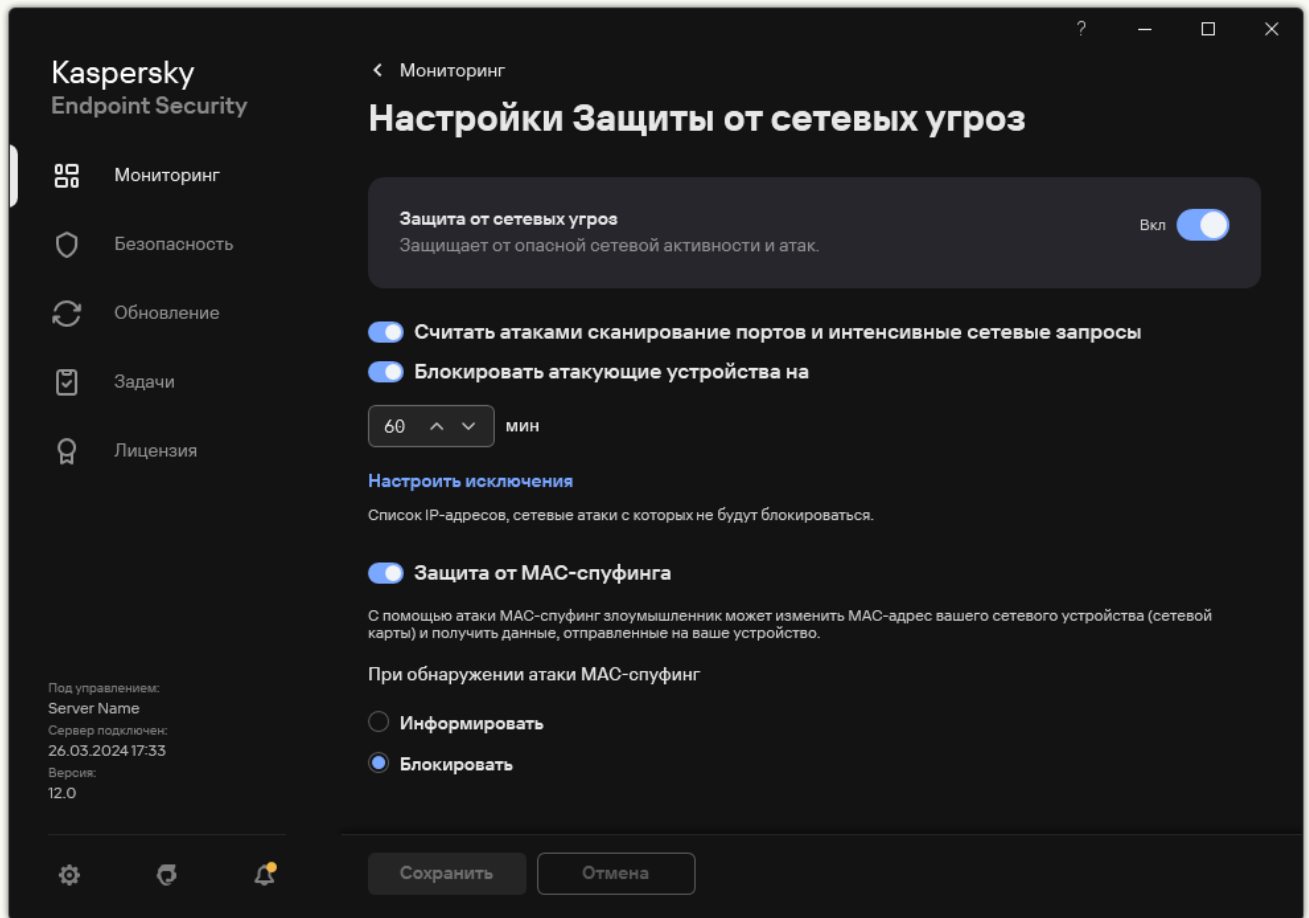 ?
Kaspersky
Endpoint Security
Мониторинг
Безопасность
Обновление
Задачи
Лицензия
Под управлением:
Server Name
Сервер подключен:
26.03.2024 17:33
Версия:
12.0
Мониторинг
Настройки Защиты от сетевых угроз
Защита от сетевых угроз
Защищает от опасной сетевой активности и атак.
Вкл
Считать атаками сканирование портов и интенсивные сетевые запросы
Блокировать атакующие устройства на
60 мин
Настроить исключения
Список IP-адресов, сетевые атаки с которых не будут блокироваться.
Защита от MAC-спуфинга
С помощью атаки MAC-спуфинг злоумышленник может изменить MAC-адрес вашего сетевого устройства (сетевой
карты) и получить данные, отправленные на ваше устройство.
При обнаружении атаки MAC-спуфинг
Информировать
Блокировать
Сохранить
Отмена